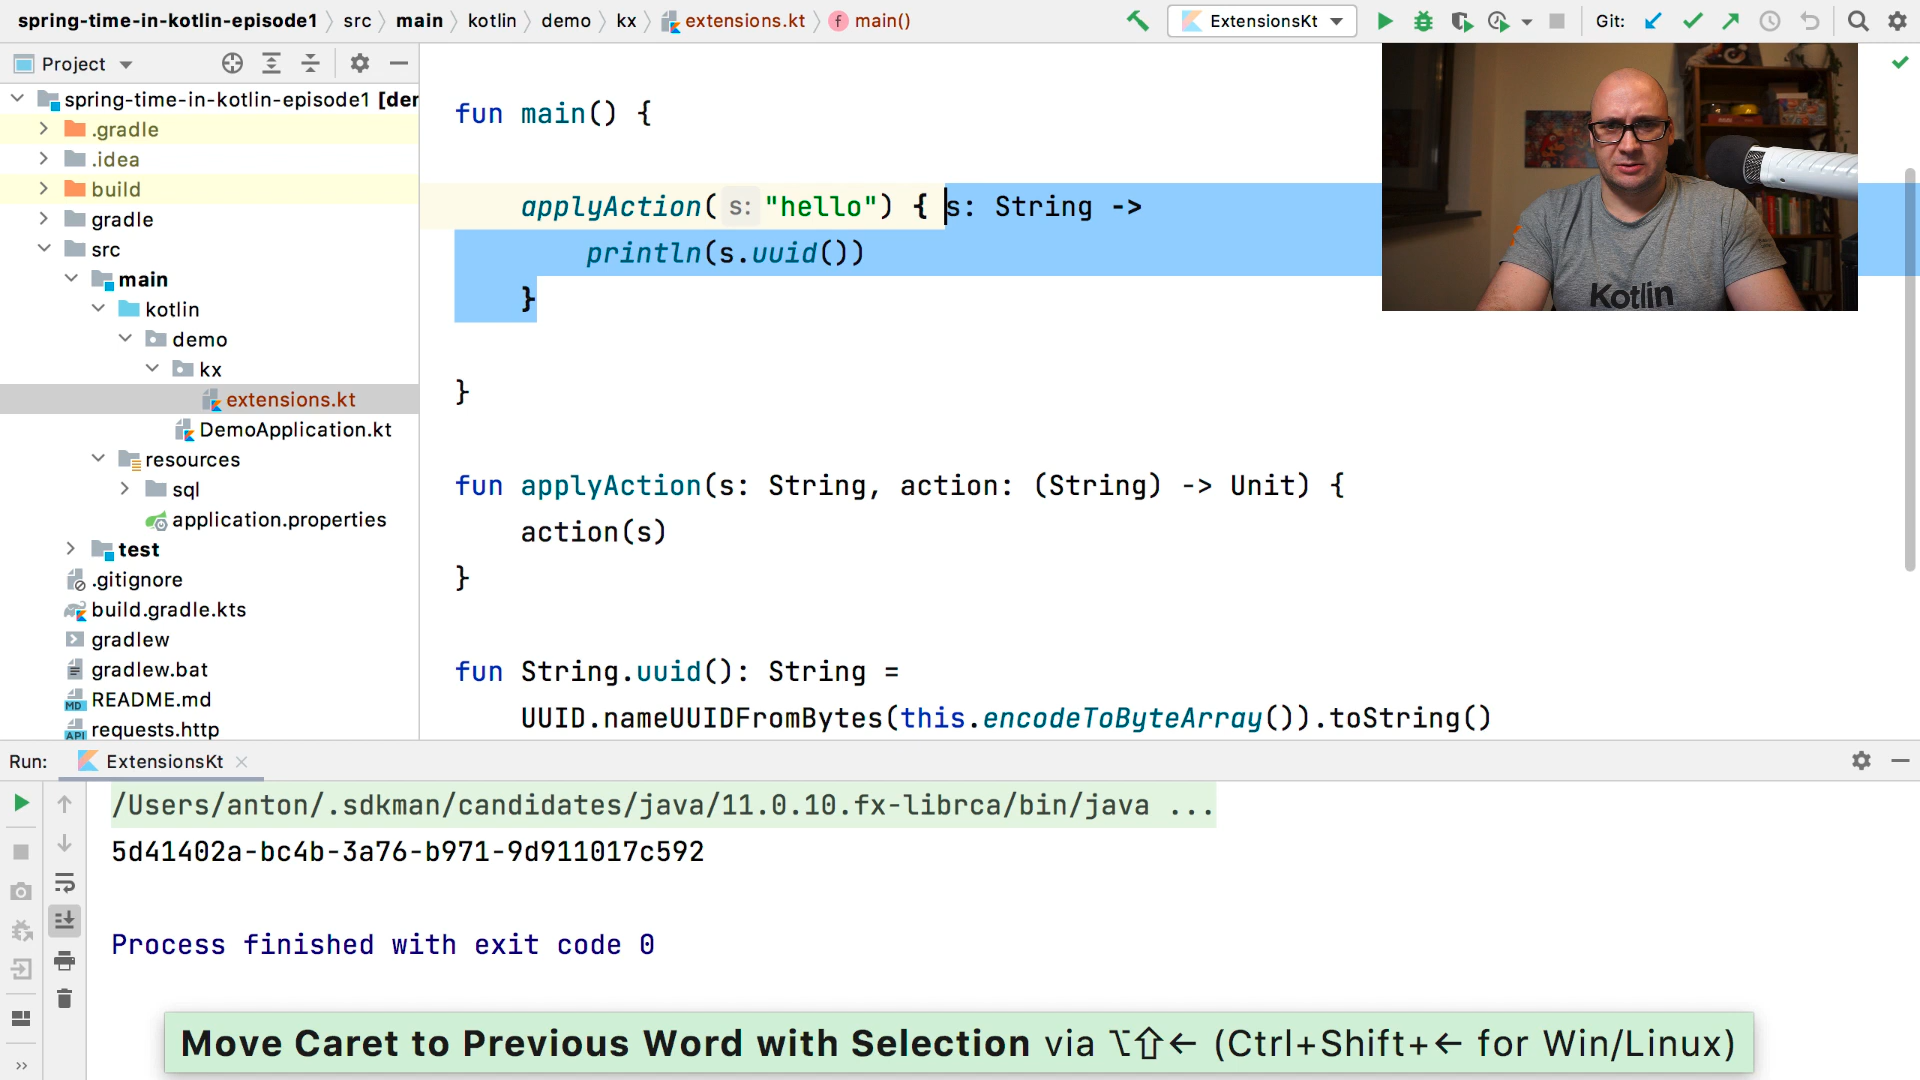 spring-time-in-kotlin-episode1 src main kotlin demo kx extensions.kt f main() ExtensionsKt Git:
Project
spring-time-in-kotlin-episode1 [der
.gradle
.idea
build
gradle
src
main
kotlin
demo
kx
extensions.kt
DemoApplication.kt
resources
sql
application.properties
test
.gitignore
build.gradle.kts
gradlew
gradlew.bat
MD README.md
API requests.http
fun main() {
applyAction( s: "hello") { s: String ->
println(s.uuid())
}
}
fun applyAction(s: String, action: (String) -> Unit) {
action(s)
}
fun String.uuid(): String =
UUID.nameUUIDFromBytes(this.encodeToByteArray()).toString()
Kotlin
Run: ExtensionsKt
/Users/anton/.sdkman/candidates/java/11.0.10.fx-librca/bin/java ...
5d41402a-bc4b-3a76-b971-9d911017c592
Process finished with exit code 0
Move Caret to Previous Word with Selection via ⌥⇧← (Ctrl+Shift+← for Win/Linux)